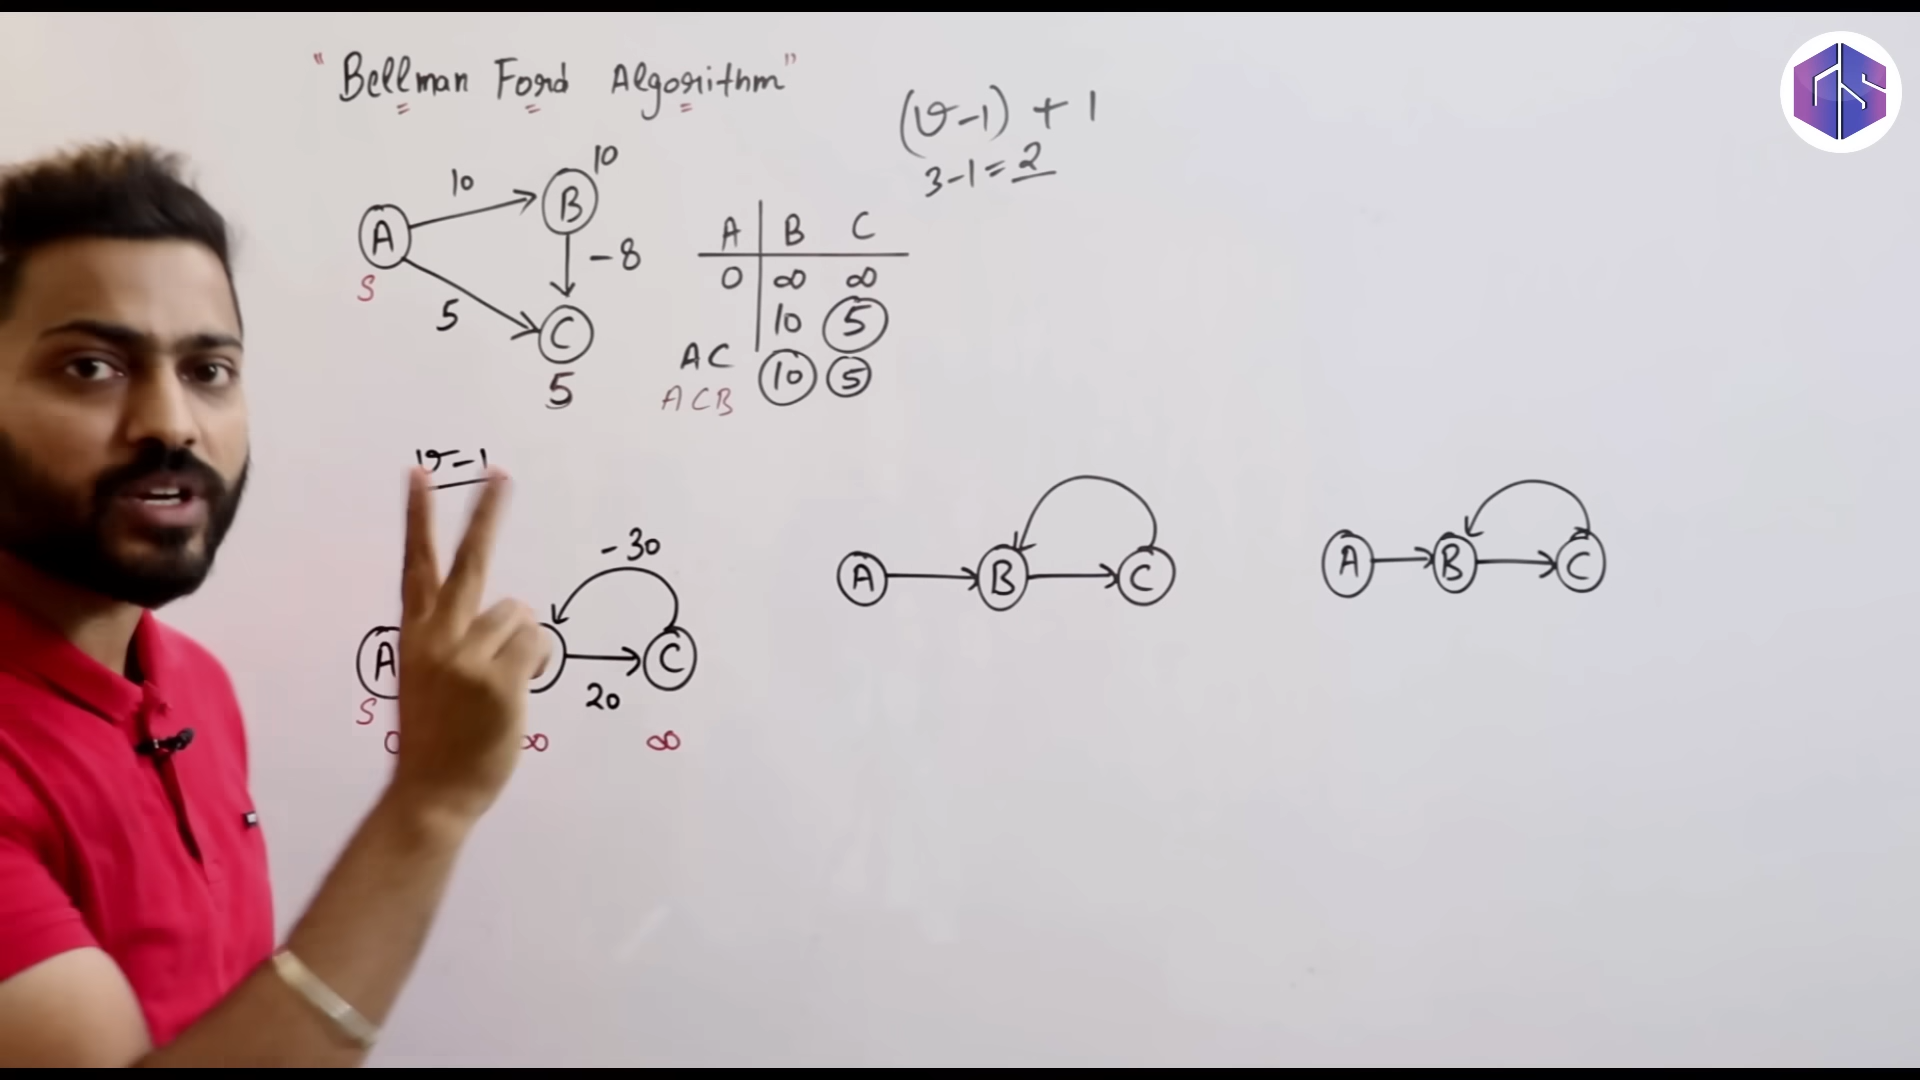 "Bellman Ford Algorithm"
(v-1) + 1
3-1=2
10
B
10
A
S
-8
5
C
5
A B C
0 ∞ ∞
10 5
AC
10 5
ACB
v-1
-30
A
C
20
S
0 ∞ ∞
A B C
A B C